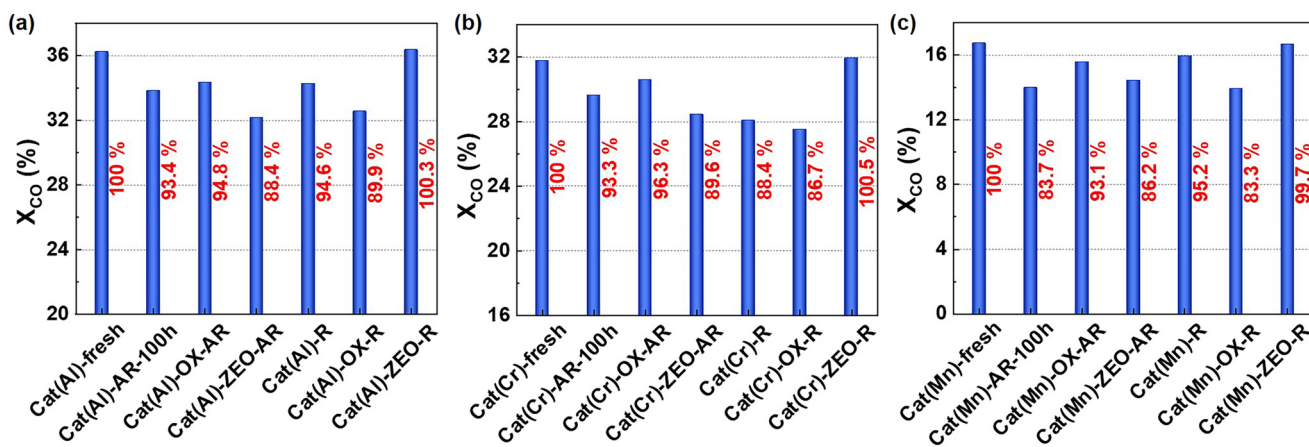 (a)
X_CO (%)
36
32
28
24
20
100 %
93.4 %
94.8 %
88.4 %
94.6 %
89.9 %
100.3 %
Cat(Al)-fresh
Cat(Al)-AR-100h
Cat(Al)-OX-AR
Cat(Al)-ZEO-AR
Cat(Al)-R
Cat(Al)-OX-R
Cat(Al)-ZEO-R
(b)
X_CO (%)
32
28
24
20
16
100 %
93.3 %
96.3 %
89.6 %
88.4 %
86.7 %
100.5 %
Cat(Cr)-fresh
Cat(Cr)-AR-100h
Cat(Cr)-OX-AR
Cat(Cr)-ZEO-AR
Cat(Cr)-R
Cat(Cr)-OX-R
Cat(Cr)-ZEO-R
(c)
X_CO (%)
16
12
8
4
0
100 %
83.7 %
93.1 %
86.2 %
95.2 %
83.3 %
99.7 %
Cat(Mn)-fresh
Cat(Mn)-AR-100h
Cat(Mn)-OX-AR
Cat(Mn)-ZEO-AR
Cat(Mn)-R
Cat(Mn)-OX-R
Cat(Mn)-ZEO-R